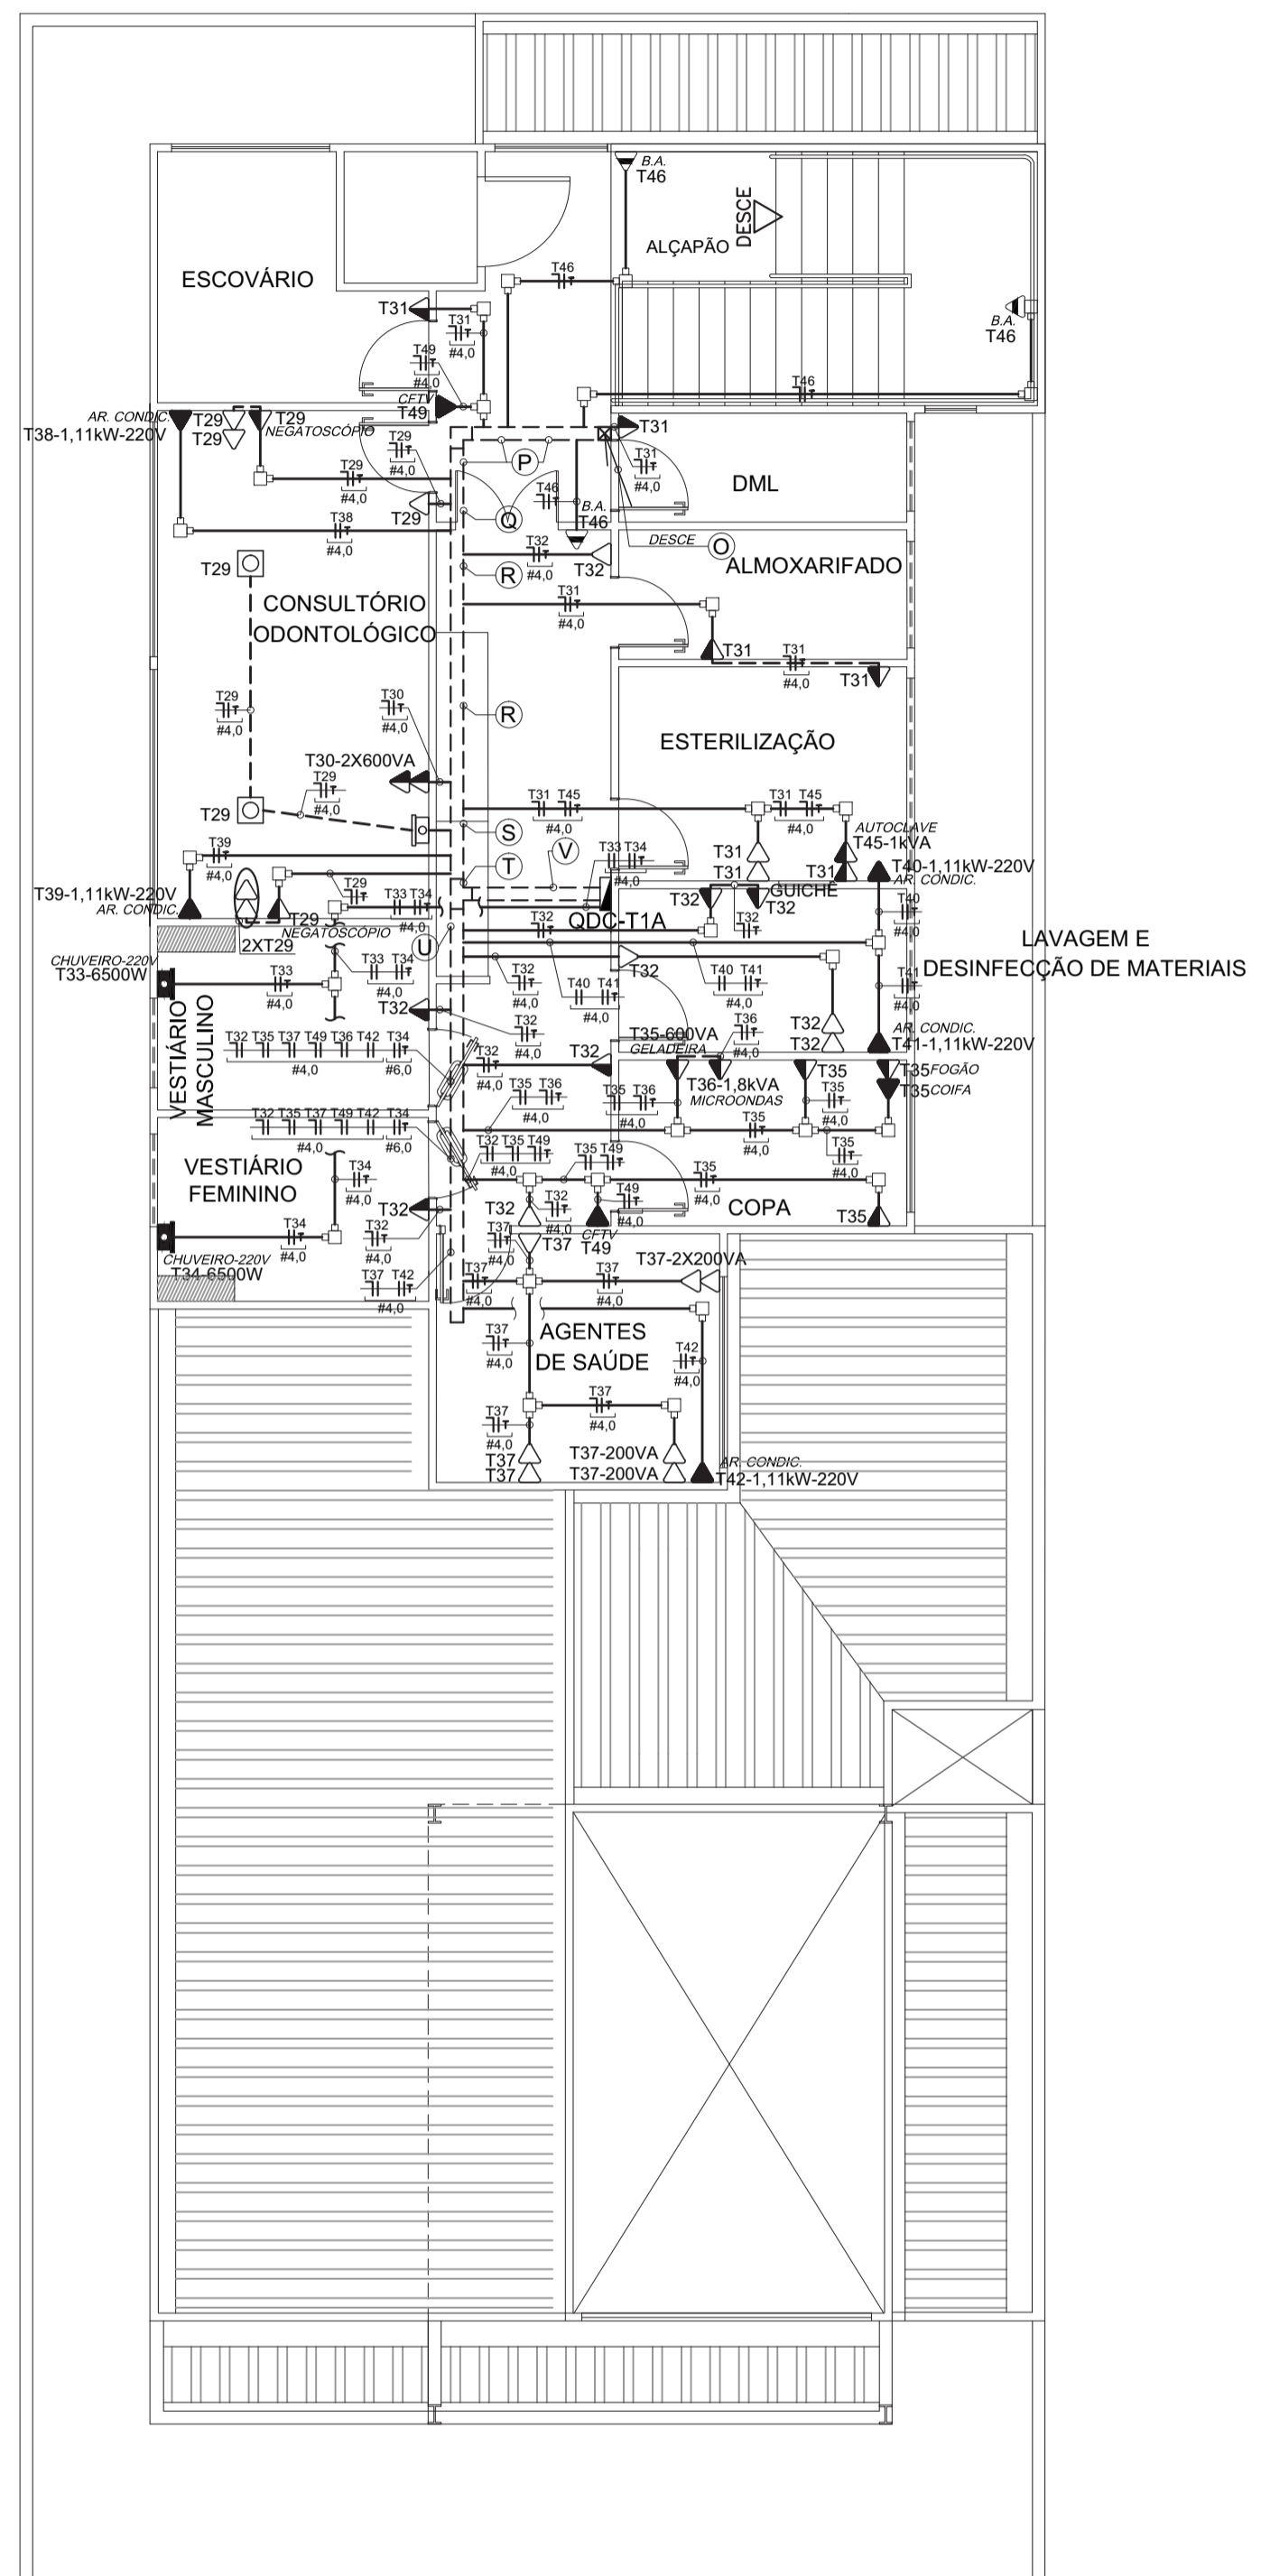 B.A.
T46
DESCE
ALÇAPÃO
ESCOVÁRIO
T46
T31
T31
#4,0
B.A.
T46
T49
#4,0
CFTV
T49
T46
AR. CONDIC.
T38-1,11kW-220V
T29
T29
T29
NEGATOSCÓPIO
T29
#4,0
T31
T31
#4,0
P
DML
T29
#4,0
T46
B.A.
T46
T29
Q
T38
#4,0
DESCE
O
T32
#4,0
T32
ALMOXARIFADO
T29
R
CONSULTÓRIO
ODONTOLÓGICO
T31
#4,0
T31
T31
#4,0
T31
T29
#4,0
T30
#4,0
R
ESTERILIZAÇÃO
T30-2X600VA
T29
#4,0
T29
T31 T45
#4,0
T31 T45
#4,0
S
AUTOCLAVE
T45-1kVA
T39
#4,0
V
T33 T34
#4,0
T31
T31
T31
T40-1,11kW-220V
AR. CONDIC.
T
T39-1,11kW-220V
AR. CONDIC.
T29
T33 T34
#4,0
T29
NEGATOSCÓPIO
2XT29
QDC-T1A
T32
T32
GUICHÊ
T32
T32
T32
T40
#4,0
LAVAGEM E
DESINFECÇÃO DE MATERIAIS
U
CHUVEIRO-220V
T33-6500W
T33
#4,0
T33 T34
#4,0
T32
#4,0
T40 T41
#4,0
T32
T40 T41
#4,0
T41
#4,0
VESTIÁRIO
MASCULINO
T32
T32
#4,0
T35-600VA
GELADEIRA
T36
#4,0
T32
T32
AR. CONDIC.
T41-1,11kW-220V
T32 T35 T37 T49 T36 T42 T34
#4,0 #6,0
T32
#4,0
T32
T36-1,8kVA
MICROONDAS
T35
T35 FOGÃO
T35 COIFA
T35 T36
#4,0
T35 T36
#4,0
T35
#4,0
T32 T35 T37 T49 T42 T34
#4,0 #6,0
T35
#4,0
T35
#4,0
T32 T35 T49
#4,0
T35 T49
T35
#4,0
VESTIÁRIO
FEMININO
T34
#4,0
T32
T32
T32
#4,0
T49
#4,0
CFTV
T49
COPA
T35
T34
#4,0
T32
#4,0
CHUVEIRO-220V
T34-6500W
T37
#4,0
T37
T37-2X200VA
T37 T42
#4,0
T37
#4,0
T37
#4,0
AGENTES
DE SAÚDE
T37
#4,0
T42
#4,0
T37
#4,0
T37
#4,0
T37
T37
T37-200VA
T37-200VA
AR. CONDIC.
T42-1,11kW-220V